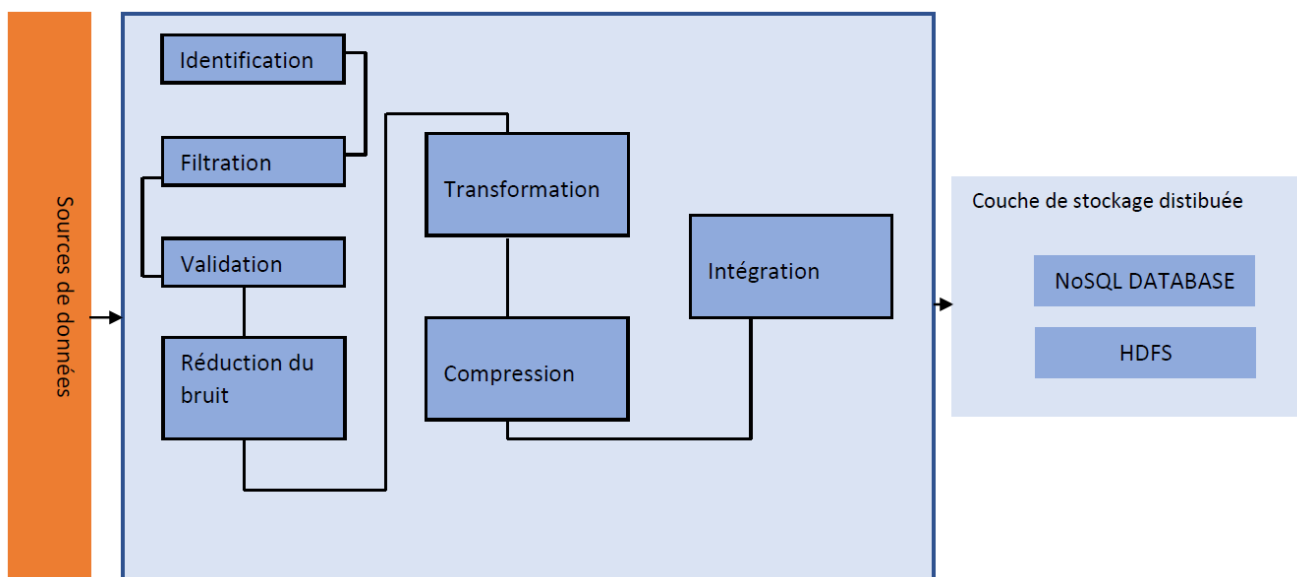 Sources de données
Identification
Filtration
Validation
Réduction du
bruit
Transformation
Compression
Intégration
Couche de stockage distibuée
NoSQL DATABASE
HDFS